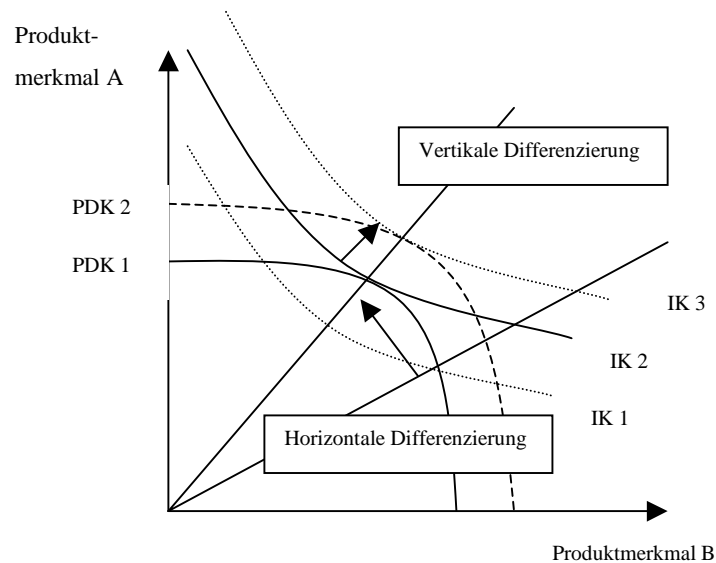 Produkt-
merkmal A
Vertikale Differenzierung
PDK 2
PDK 1
IK 3
IK 2
IK 1
Horizontale Differenzierung
Produktmerkmal B